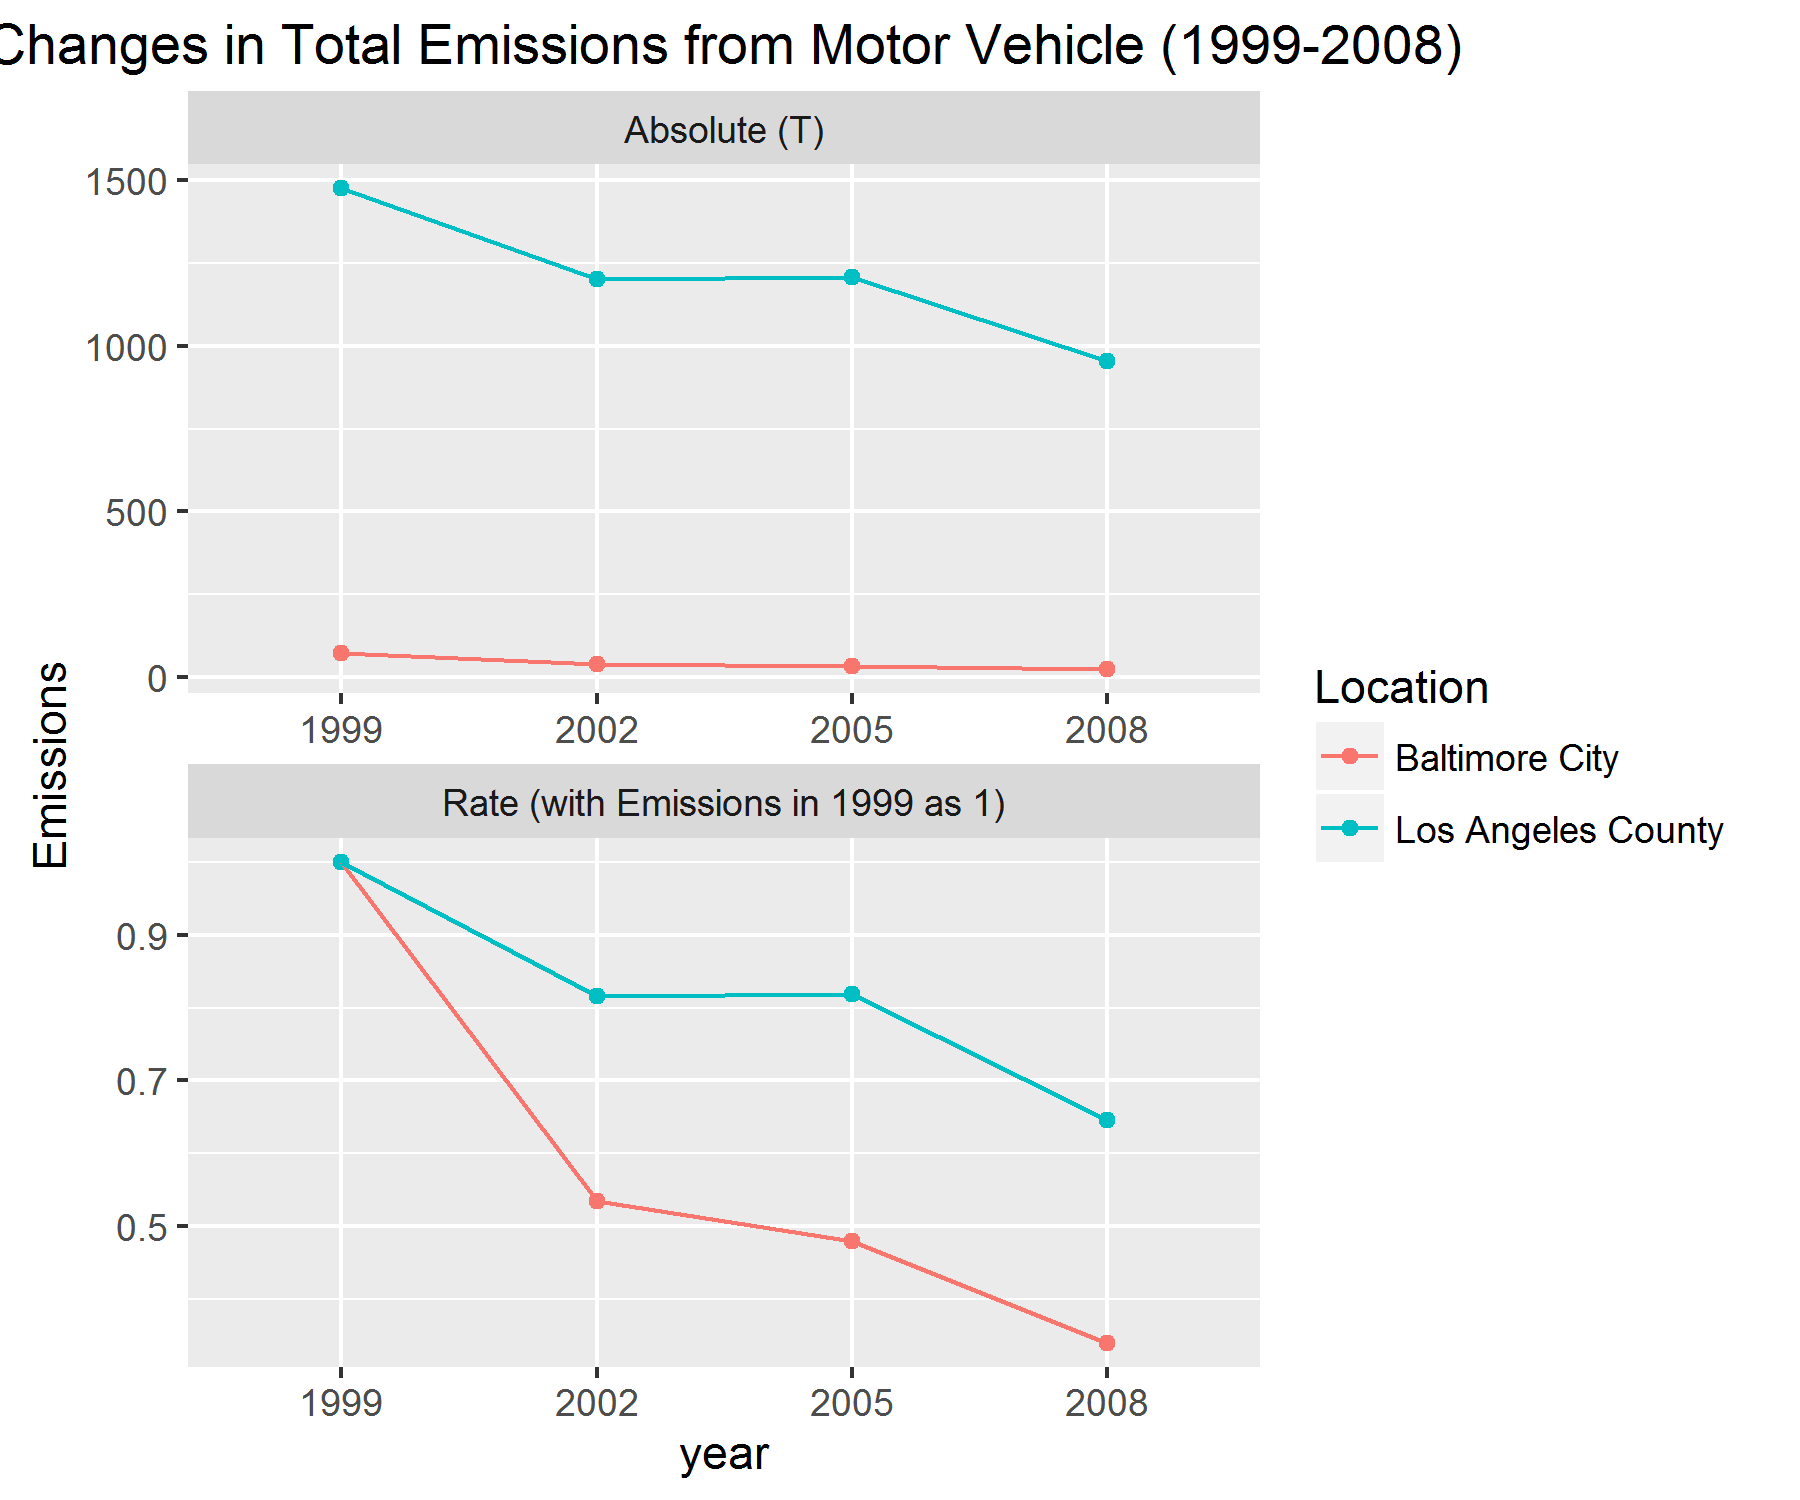 Changes in Total Emissions from Motor Vehicle (1999-2008)
Absolute (T)
1500
1000
500
0
1999 2002 2005 2008
Emissions
Rate (with Emissions in 1999 as 1)
0.9
0.7
0.5
1999 2002 2005 2008
year
Location
Baltimore City
Los Angeles County